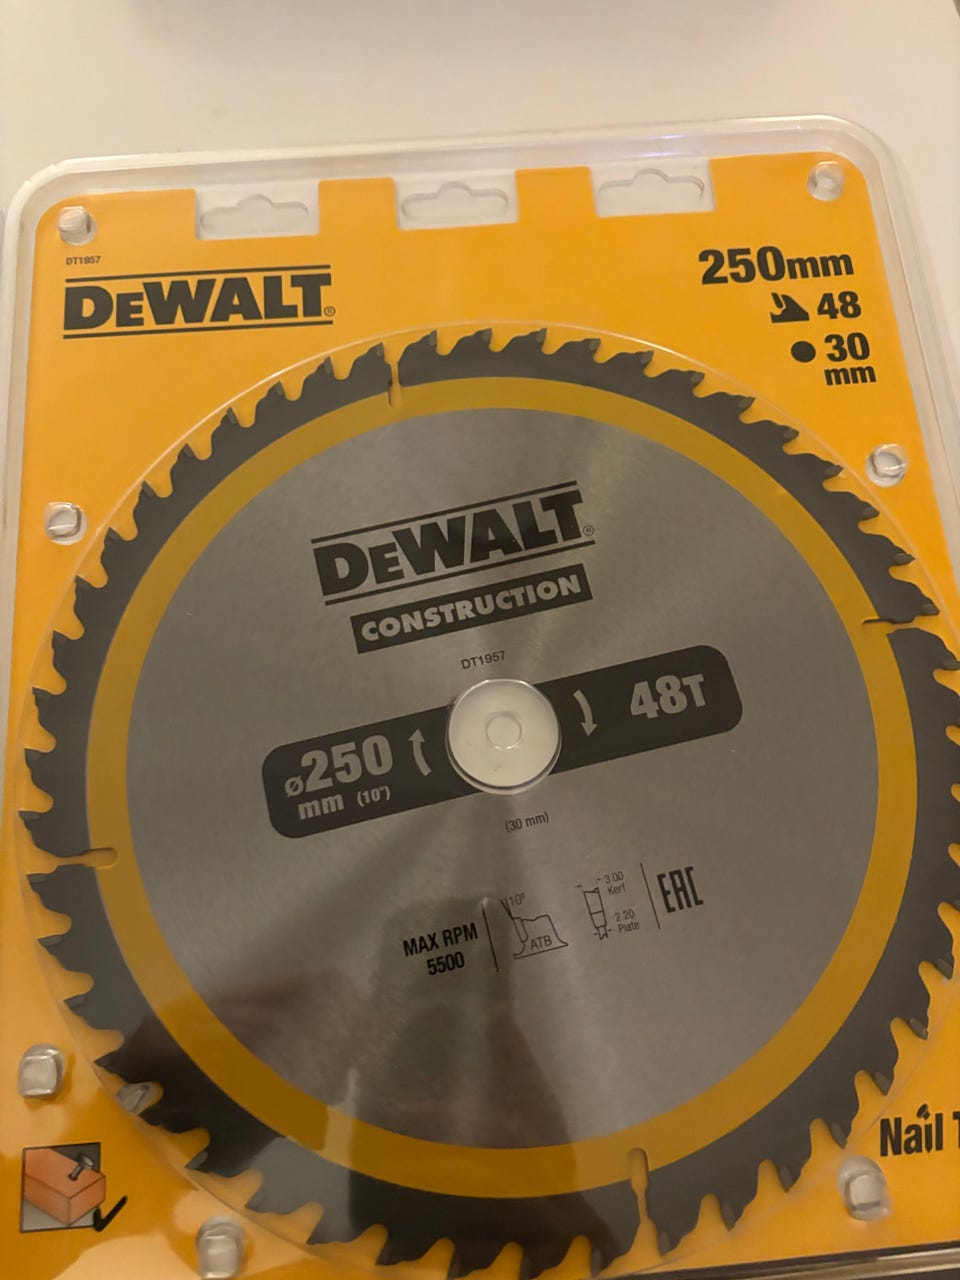 DT1957
DEWALT®
250mm
48
30
mm
DEWALT®
CONSTRUCTION
DT1957
ø250
mm (10")
48T
(30 mm)
MAX RPM
5500
10°
ATB
3.00
Kerf
2.20
Plate
EAC
Nail T